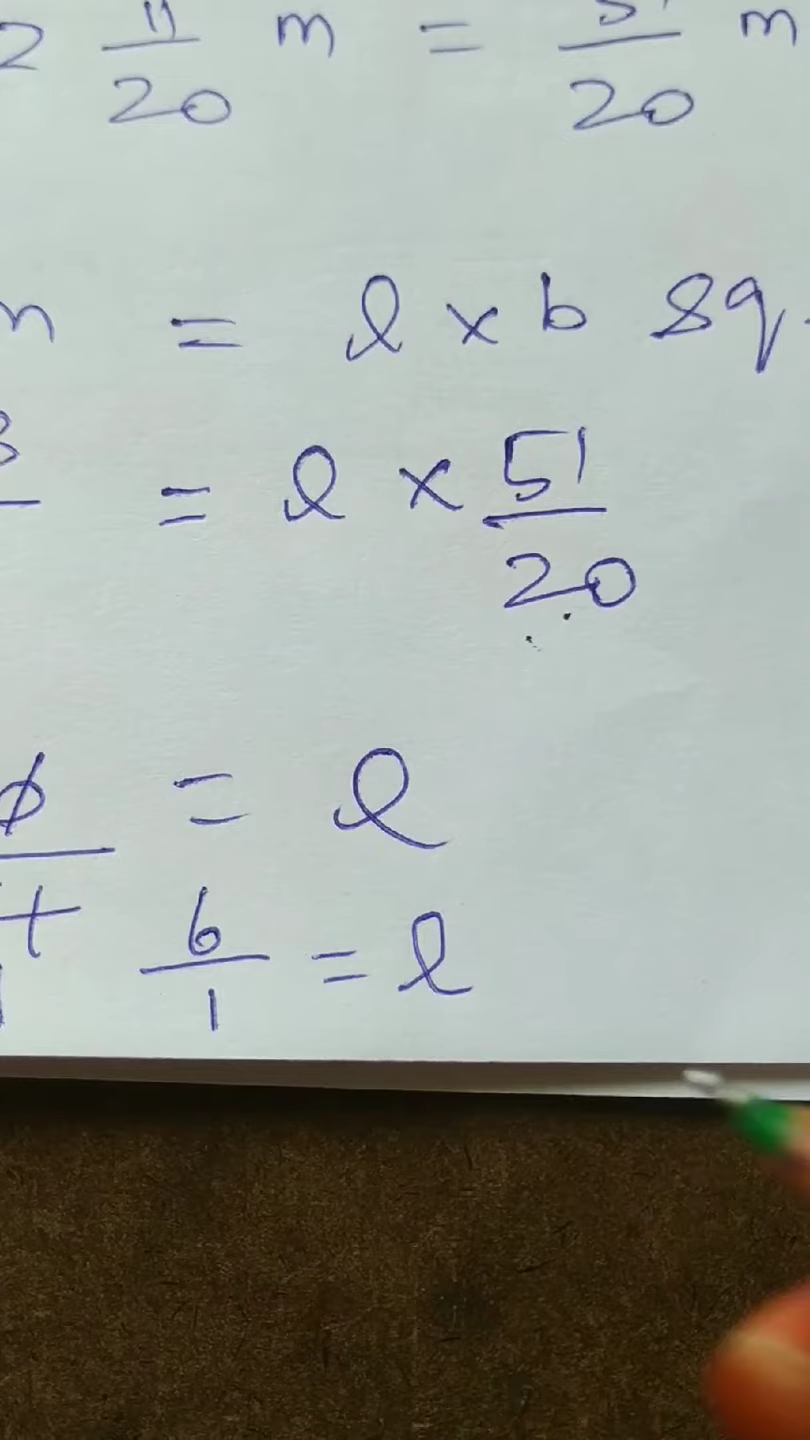 2 11/20 m = 51/20 m
= l × b sq.
= l × 51/20
= l
6/1 = l